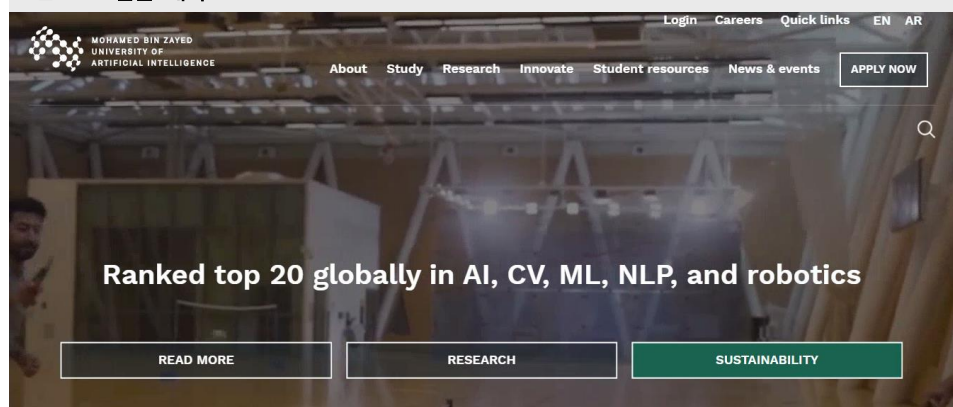 Login Careers Quick links EN AR
MOHAMED BIN ZAYED
UNIVERSITY OF
ARTIFICIAL INTELLIGENCE
About Study Research Innovate Student resources News & events APPLY NOW
Ranked top 20 globally in AI, CV, ML, NLP, and robotics
READ MORE RESEARCH SUSTAINABILITY